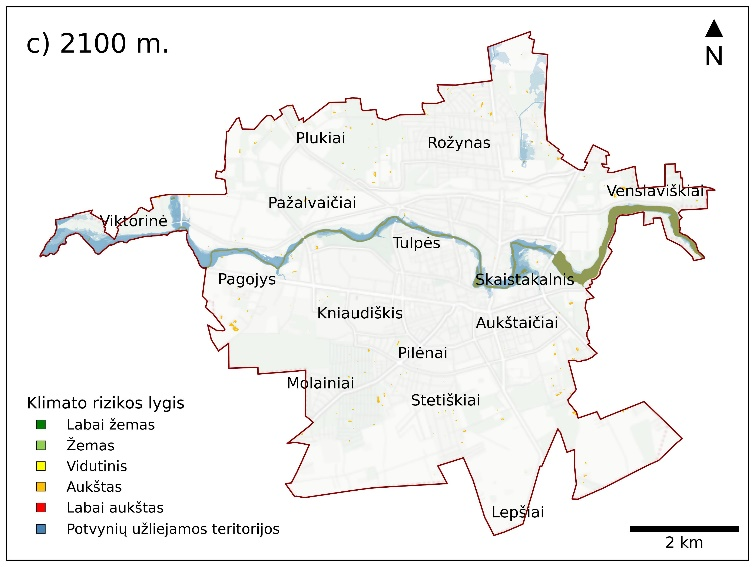 c) 2100 m.
N
Plukiai
Rožynas
Venslaviškiai
Pažalvaičiai
Viktorinė
Tulpės
Pagojys
Skaistakalnis
Kniaudiškis
Aukštaičiai
Pilėnai
Molainiai
Stetiškiai
Lepšiai
Klimato rizikos lygis
Labai žemas
Žemas
Vidutinis
Aukštas
Labai aukštas
Potvynių užliejamos teritorijos
2 km